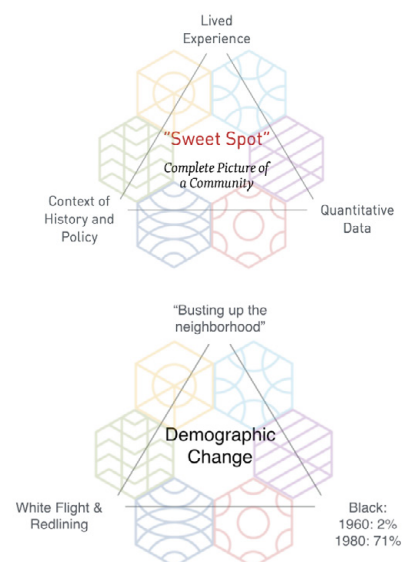 Lived
Experience
“Sweet Spot”
Complete Picture of
a Community
Context of
History and
Policy
Quantitative
Data
“Busting up the
neighborhood”
Demographic
Change
White Flight &
Redlining
Black:
1960: 2%
1980: 71%